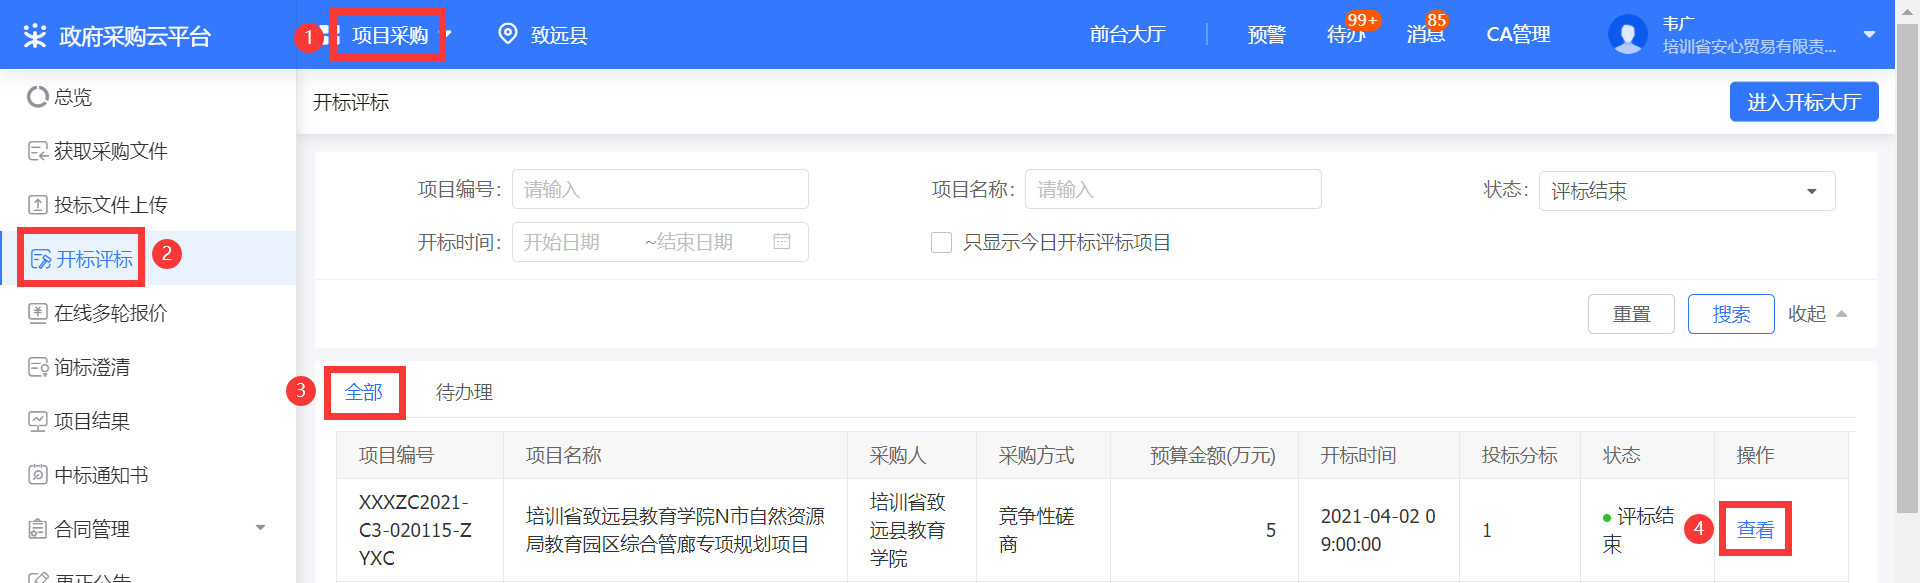 政府采购云平台
1
项目采购
致远县
前台大厅
预警
待办
99+
消息
85
CA管理
韦广
培训省安心贸易有限责...
总览
获取采购文件
投标文件上传
开标评标
2
在线多轮报价
询标澄清
项目结果
中标通知书
合同管理
更正公告
开标评标
进入开标大厅
项目编号：
请输入
项目名称：
请输入
状态：
评标结束
开标时间：
开始日期
~结束日期
只显示今日开标评标项目
重置
搜索
收起
3
全部
待办理
项目编号
项目名称
采购人
采购方式
预算金额(万元)
开标时间
投标分标
状态
操作
XXXZC2021-
C3-020115-Z
YXC
培训省致远县教育学院N市自然资源
局教育园区综合管廊专项规划项目
培训省致
远县教育
学院
竞争性磋
商
5
2021-04-02 0
9:00:00
1
评标结
束
4
查看